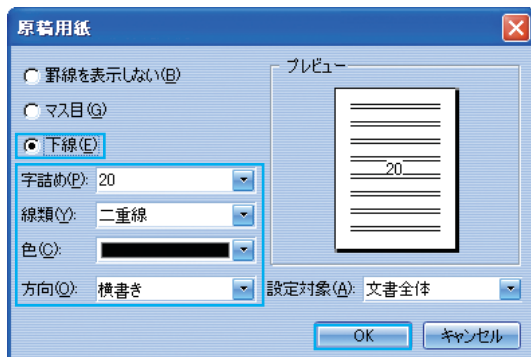 原稿用紙
罫線を表示しない(B)
マス目(G)
下線(E)
字詰め(P): 20
線類(Y): 二重線
色(C):
方向(O): 横書き
プレビュー
20
設定対象(A): 文書全体
OK
キャンセル